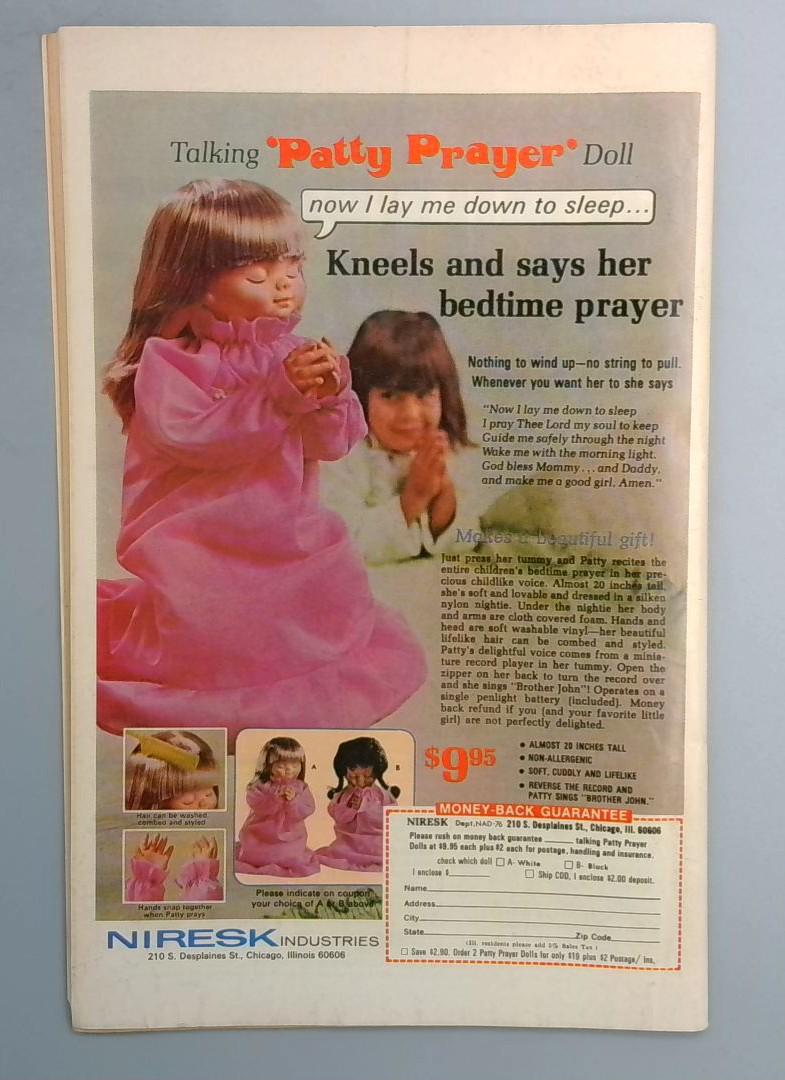 Talking 'Patty Prayer' Doll
now I lay me down to sleep...
Kneels and says her
bedtime prayer
Nothing to wind up—no string to pull.
Whenever you want her to she says
"Now I lay me down to sleep
I pray Thee Lord my soul to keep
Guide me safely through the night
Wake me with the morning light.
God bless Mommy... and Daddy,
and make me a good girl, Amen."
Makes a beautiful gift!
Just press her tummy and Patty recites the
entire children's bedtime prayer in her pre-
cious childlike voice. Almost 20 inches tall,
she's soft and lovable and dressed in a silken
nylon nightie. Under the nightie her body
and arms are cloth covered foam. Hands and
head are soft washable vinyl—her beautiful
lifelike hair can be combed and styled.
Patty's delightful voice comes from a minia-
ture record player in her tummy. Open the
zipper on her back to turn the record over
and she sings "Brother John"! Operates on a
single penlight battery (included). Money
back refund if you (and your favorite little
girl) are not perfectly delighted.
Hair can be washed,
combed and styled
Hands snap together
when Patty prays
A
B
Please indicate on coupon
your choice of A or B above
$9.95
• ALMOST 20 INCHES TALL
• NON-ALLERGENIC
• SOFT, CUDDLY AND LIFELIKE
• REVERSE THE RECORD AND
PATTY SINGS "BROTHER JOHN."
MONEY-BACK GUARANTEE
NIRESK Dept. NAD-76 210 S. Desplaines St., Chicago, Ill. 60606
Please rush on money back guarantee ______ talking Patty Prayer
Dolls at $9.95 each plus $2 each for postage, handling and insurance.
check which doll ☐ A- White ☐ B- Black
I enclose $______ ☐ Ship COD, I enclose $2.00 deposit.
Name
Address
City
State Zip Code
(Ill. residents please add 5% Sales Tax)
☐ Save $2.90. Order 2 Patty Prayer Dolls for only $19 plus $2 Postage/ Ins.
NIRESK INDUSTRIES
210 S. Desplaines St., Chicago, Illinois 60606